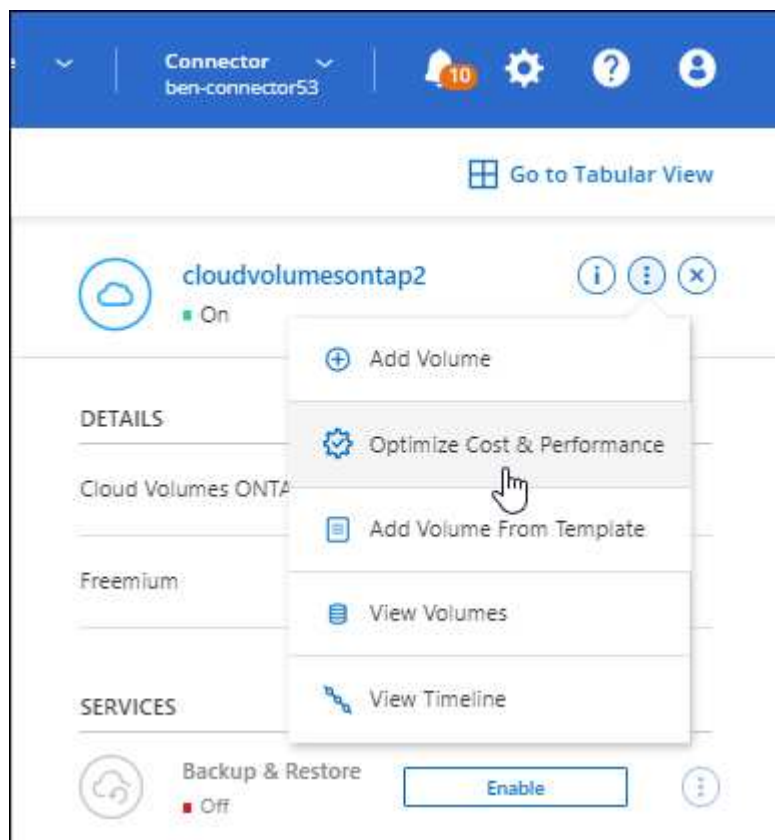 Connector
ben-connector53
10
Go to Tabular View
cloudvolumesontap2
On
Add Volume
DETAILS
Optimize Cost & Performance
Cloud Volumes ONTA
Add Volume From Template
Freemium
View Volumes
View Timeline
SERVICES
Backup & Restore
Enable
Off